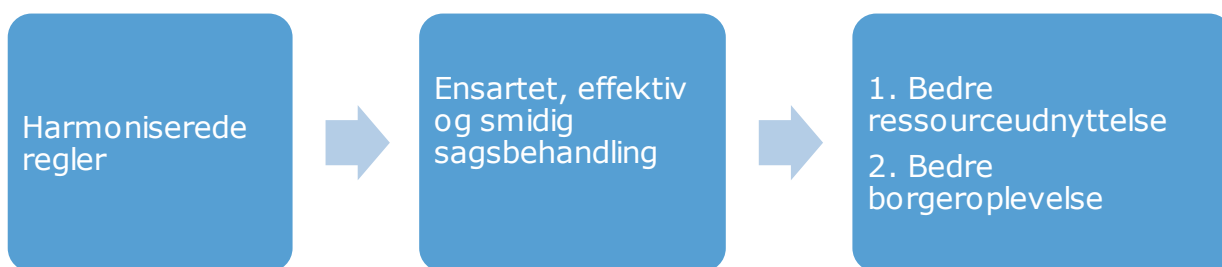 Harmoniserede
regler
Ensartet, effektiv
og smidig
sagsbehandling
1. Bedre
ressourceudnyttelse
2. Bedre
borgeroplevelse